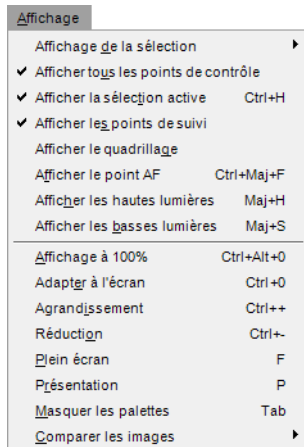 Affichage
Affichage de la sélection
Afficher tous les points de contrôle
Afficher la sélection active Ctrl+H
Afficher les points de suivi
Afficher le quadrillage
Afficher le point AF Ctrl+Maj+F
Afficher les hautes lumières Maj+H
Afficher les basses lumières Maj+S
Affichage à 100% Ctrl+Alt+0
Adapter à l'écran Ctrl+0
Agrandissement Ctrl++
Réduction Ctrl+-
Plein écran F
Présentation P
Masquer les palettes Tab
Comparer les images